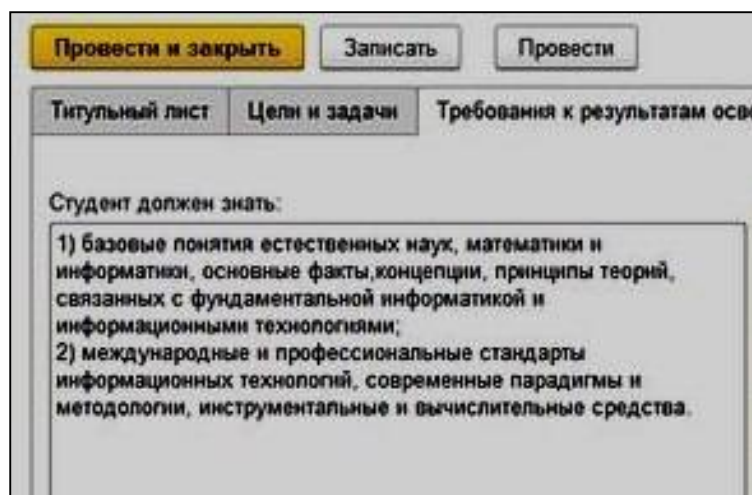 Провести и закрыть Записать Провести
Титульный лист Цели и задачи Требования к результатам осв
Студент должен знать:
1) базовые понятия естественных наук, математики и
информатики, основные факты,концепции, принципы теорий,
связанных с фундаментальной информатикой и
информационными технологиями;
2) международные и профессиональные стандарты
информационных технологий, современные парадигмы и
методологии, инструментальные и вычислительные средства.